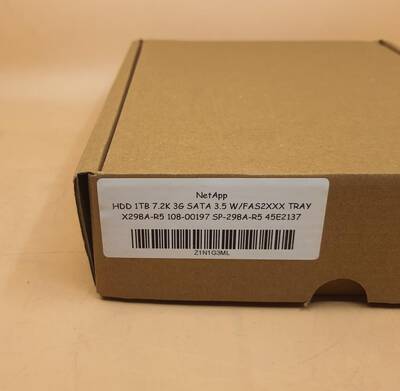 NetApp
HDD 1TB 7.2K 3G SATA 3.5 W/FAS2XXX TRAY
X298A-R5 108-00197 SP-298A-R5 45E2137
Z1N1G3ML